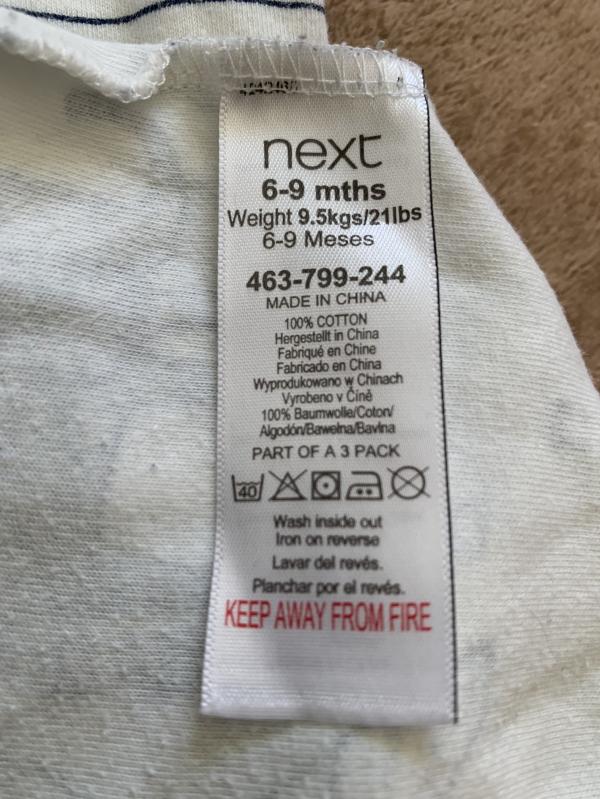 next
6-9 mths
Weight 9.5kgs/21lbs
6-9 Meses
463-799-244
MADE IN CHINA
100% COTTON
Hergestellt in China
Fabriqué en Chine
Fabricado en China
Wyprodukowano w Chinach
Vyrobeno v Číně
100% Baumwolle/Coton/
Algodón/Bawełna/Bavlna
PART OF A 3 PACK
40
Wash inside out
Iron on reverse
Lavar del revés.
Planchar por el revés.
KEEP AWAY FROM FIRE